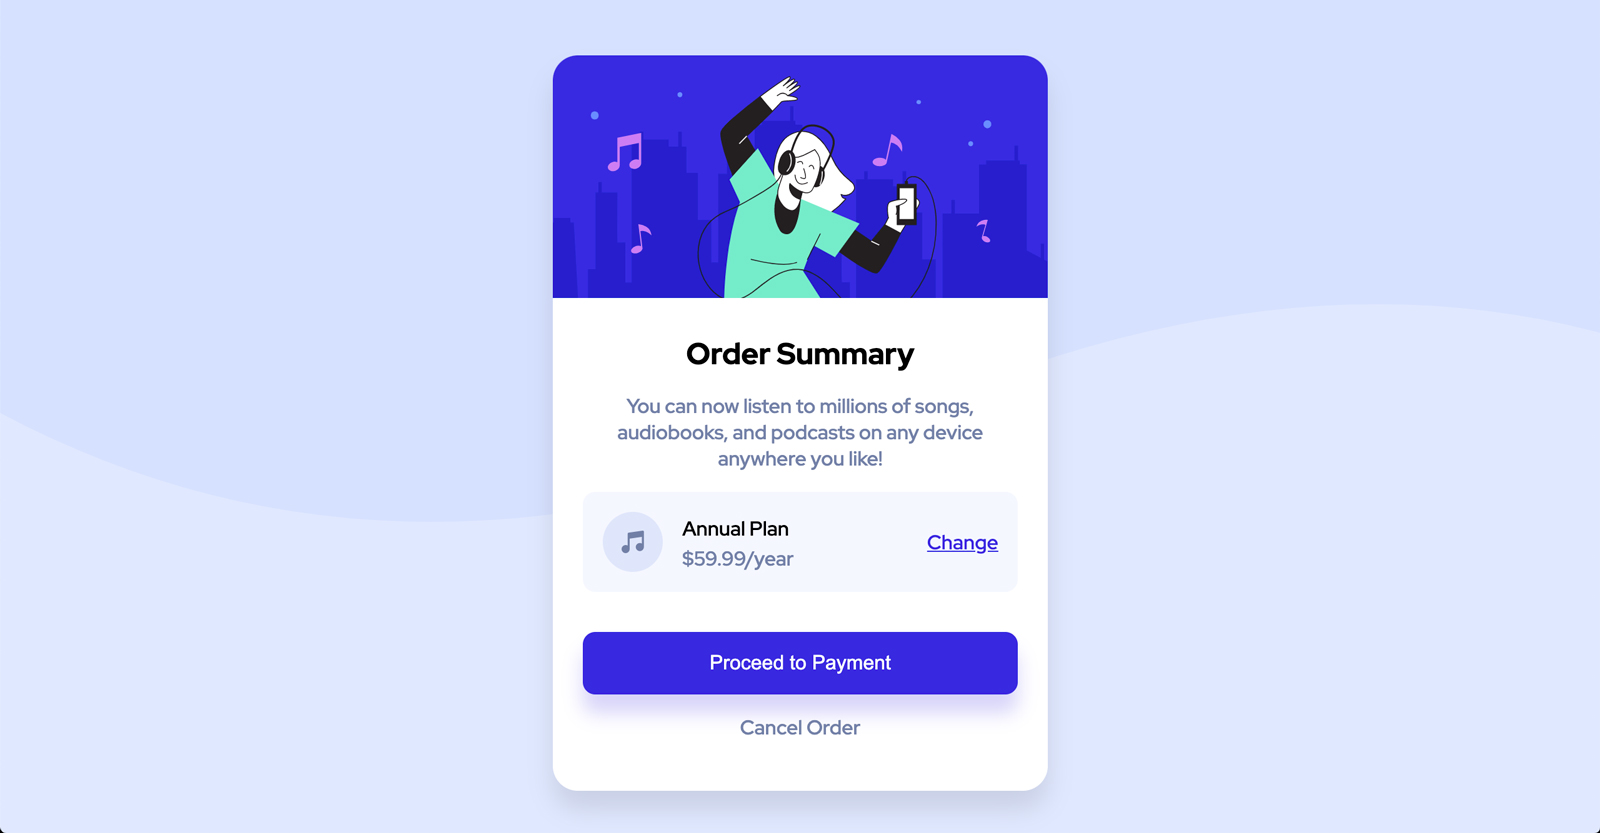 Order Summary
You can now listen to millions of songs,
audiobooks, and podcasts on any device
anywhere you like!
Annual Plan
$59.99/year
Change
Proceed to Payment
Cancel Order